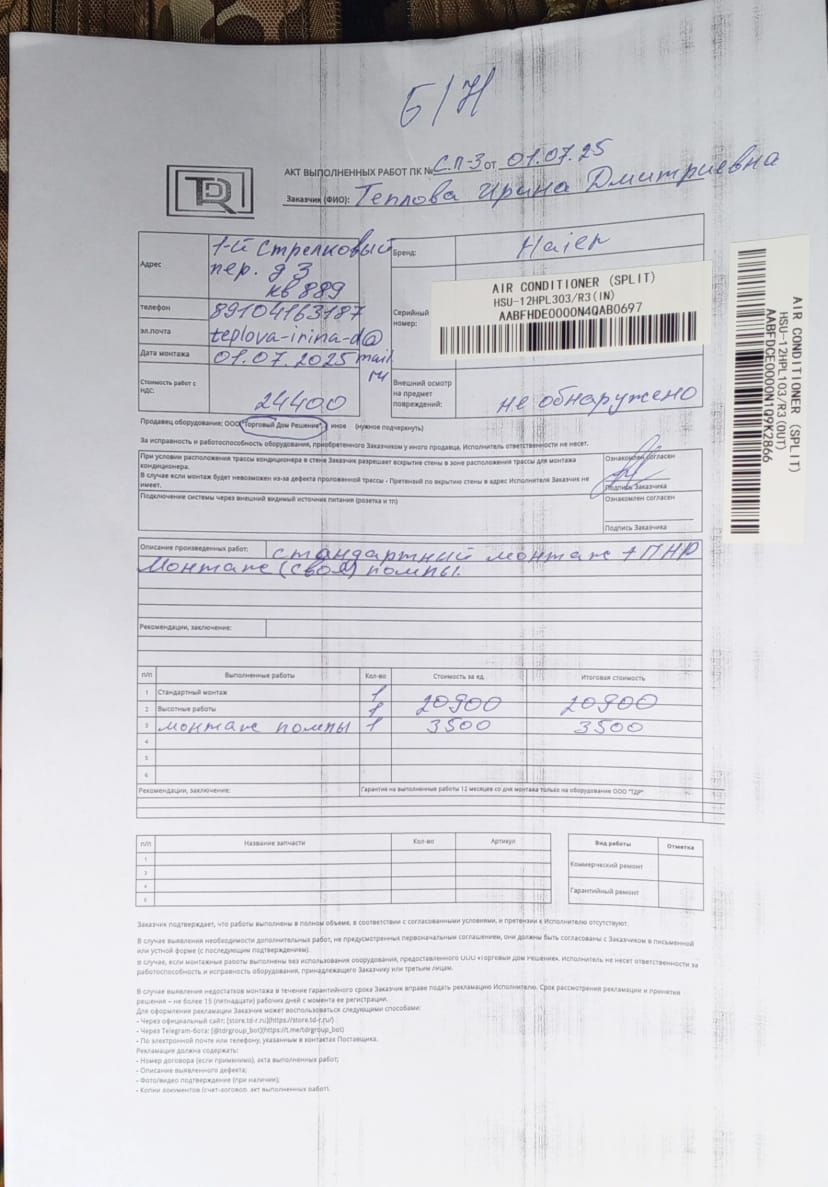 Б/Н
TDR
АКТ ВЫПОЛНЕННЫХ РАБОТ ПК № С.П-3 от 01.07.25
Заказчик (ФИО): Теплова Ирина Дмитриевна
Адрес 1-й Стрелковый пер. д 3 кв 889
Бренд: Haier
телефон 89104163187
эл.почта teplova-irina-d@mail
ru
Дата монтажа 01.07.2025
Серийный номер:
AIR CONDITIONER (SPLIT)
HSU-12HPL303/R3(IN)
AABFHDE0000N4QAB0697
AIR CONDITIONER (SPLIT)
HSU-12HPL103/R3(OUT)
AABFDCE0000N1Q9K2866
Стоимость работ с НДС: 24400
Внешний осмотр на предмет повреждений: не обнаружено
Продавец оборудования: ООО "Торговый Дом Решение", иное (нужное подчеркнуть)
За исправность и работоспособность оборудования, приобретенного Заказчиком у иного продавца, Исполнитель ответственности не несет.
При условии расположения трассы кондиционера в стене Заказчик разрешает вскрытие стены в зоне расположения трассы для монтажа
кондиционера.
В случае если монтаж будет невозможен из-за дефекта проложенной трассы - Претензий по вскрытию стены в адрес Исполнителя Заказчик не
имеет.
Ознакомлен согласен
Подпись Заказчика
Подключение системы через внешний видимый источник питания (розетка и тп)
Ознакомлен согласен
Подпись Заказчика
Описание произведенных работ: стандартный монтаж + ПНР
Монтаж (своя) помпы.
Рекомендации, заключение:
п/п Выполненные работы Кол-во Стоимость за ед. Итоговая стоимость
1 Стандартный монтаж 1 20900 20900
2 Высотные работы 1
3 монтаж помпы 1 3500 3500
4
5
6
Рекомендации, заключение: Гарантия на выполненные работы 12 месяцев со дня монтажа только на оборудование ООО "ТДР"
п/п Название запчасти Кол-во Артикул
1
3
4
5
Вид работы Отметка
Коммерческий ремонт
Гарантийный ремонт
Заказчик подтверждает, что работы выполнены в полном объеме, в соответствии с согласованными условиями, и претензии к Исполнителю отсутствуют.
В случае выявления необходимости дополнительных работ, не предусмотренных первоначальным соглашением, они должны быть согласованы с Заказчиком в письменной
или устной форме (с последующим подтверждением).
В случае, если монтажные работы выполнены без использования оборудования, предоставленного ООО «Торговый Дом Решение», Исполнитель не несет ответственности за
работоспособность и исправность оборудования, принадлежащего Заказчику или третьим лицам.
В случае выявления недостатков монтажа в течение гарантийного срока Заказчик вправе подать рекламацию Исполнителю. Срок рассмотрения рекламации и принятия
решения – не более 15 (пятнадцати) рабочих дней с момента ее регистрации.
Для оформления рекламации Заказчик может воспользоваться следующими способами:
- Через официальный сайт: [store.td-r.ru](https://store.td-r.ru/)
- Через Telegram-бота: [@tdrgroup_bot](https://t.me/tdrgroup_bot)
- По электронной почте или телефону, указанным в контактах Поставщика.
Рекламация должна содержать:
- Номер договора (если применимо), акта выполненных работ;
- Описание выявленного дефекта;
- Фото/видео подтверждение (при наличии);
- Копии документов (счет-договор, акт выполненных работ).